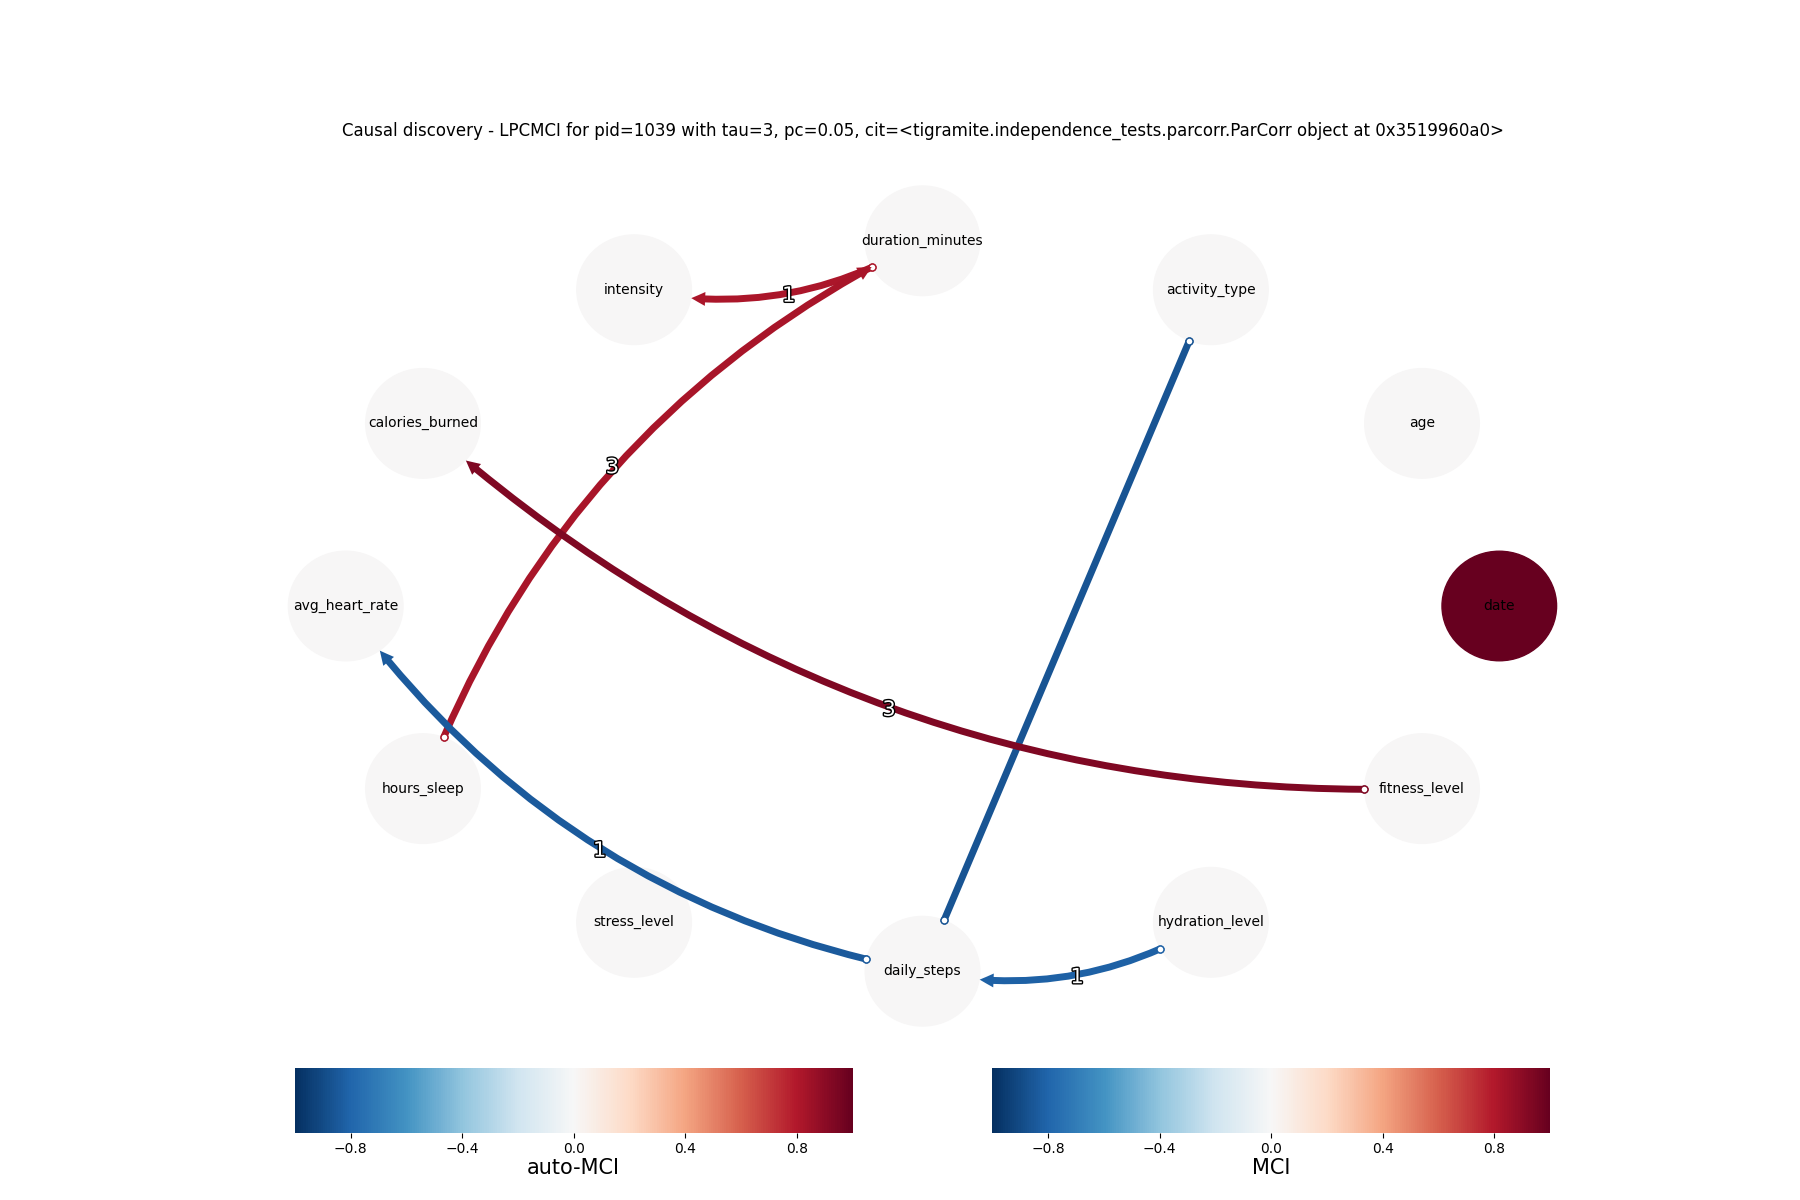 Causal discovery - LPCMCI for pid=1039 with tau=3, pc=0.05, cit=<tigramite.independence_tests.parcorr.ParCorr object at 0x3519960a0>
duration_minutes
intensity
activity_type
1
calories_burned
age
3
avg_heart_rate
date
3
hours_sleep
fitness_level
1
stress_level
hydration_level
daily_steps
1
−0.8 −0.4 0.0 0.4 0.8
auto-MCI
−0.8 −0.4 0.0 0.4 0.8
MCI